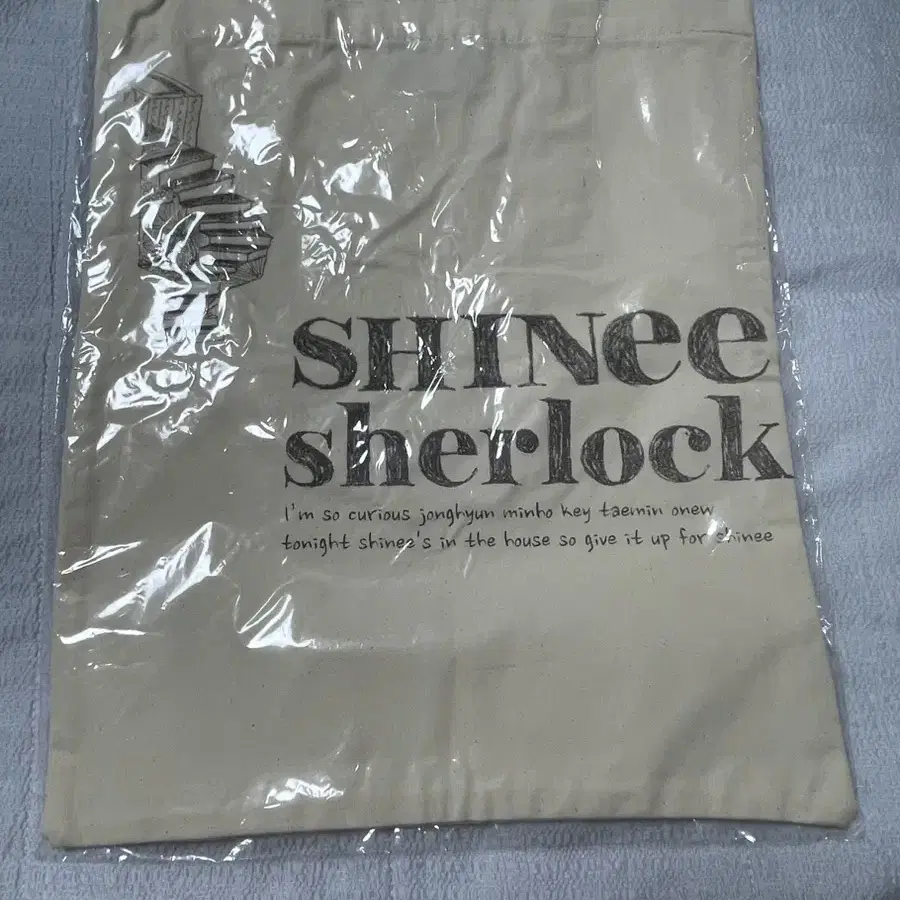 SHINee
sherlock
I'm so curious jonghyun minho key taemin onew
tonight shinee's in the house so give it up for shinee